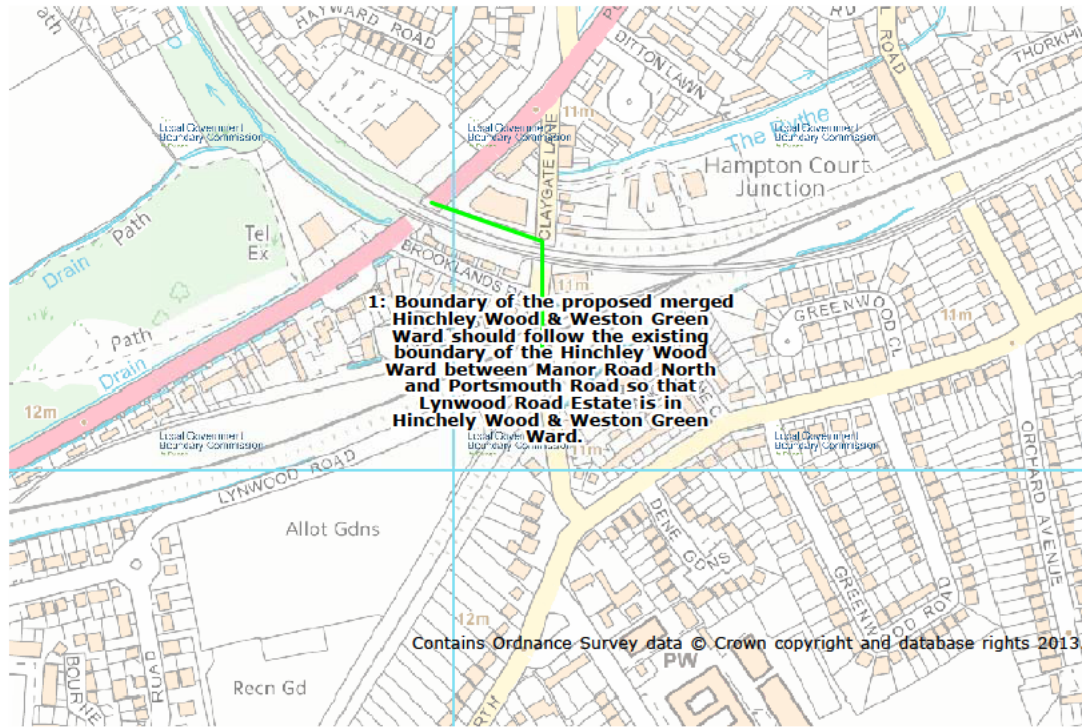 HAYWARD ROAD
DITTON LAWN
ROAD
RD
THORKHI
ath
P
11m
CLAYGATE LANE
The Rythe
Hampton Court
Junction
Local Government
Boundary Commission
Local Government
Boundary Commission
Local Government
Boundary Commission
Path
Drain
Tel
Ex
BROOKLANDS R
11m
GREENWOOD CL
11m
Path
Drain
12m
1: Boundary of the proposed merged
Hinchley Wood & Weston Green
Ward should follow the existing
boundary of the Hinchley Wood
Ward between Manor Road North
and Portsmouth Road so that
Lynwood Road Estate is in
Hinchely Wood & Weston Green
Ward.
Local Government
Boundary Commission
Local Government
Boundary Commission
Local Government
Boundary Commission
LYNWOOD ROAD
Allot Gdns
DENE GDNS
GREENWOOD ROAD
ORCHARD AVENUE
12m
Contains Ordnance Survey data © Crown copyright and database rights 2013
PW
Recn Gd
BOURNE
ROAD
RTH